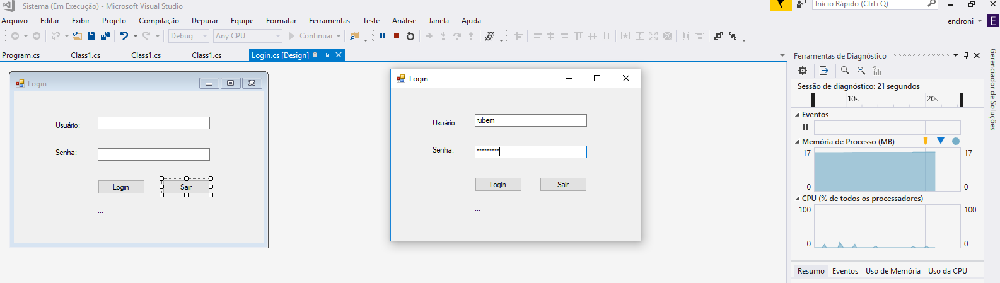 Sistema (Em Execução) - Microsoft Visual Studio
Início Rápido (Ctrl+Q)
Arquivo Editar Exibir Projeto Compilação Depurar Equipe Formatar Ferramentas Teste Análise Janela Ajuda
endroni E
Debug Any CPU Continuar
Program.cs Class1.cs Class1.cs Class1.cs Login.cs [Design]
Login
Usuário:
Senha:
Login Sair
...
Login
Usuário: rubem
Senha: *********
Login Sair
...
Ferramentas de Diagnóstico
Sessão de diagnóstico: 21 segundos
10s 20s
Eventos
Memória de Processo (MB)
17 17
0 0
CPU (% de todos os processadores)
100 100
0 0
Resumo Eventos Uso de Memória Uso da CPU
Gerenciador de Soluções